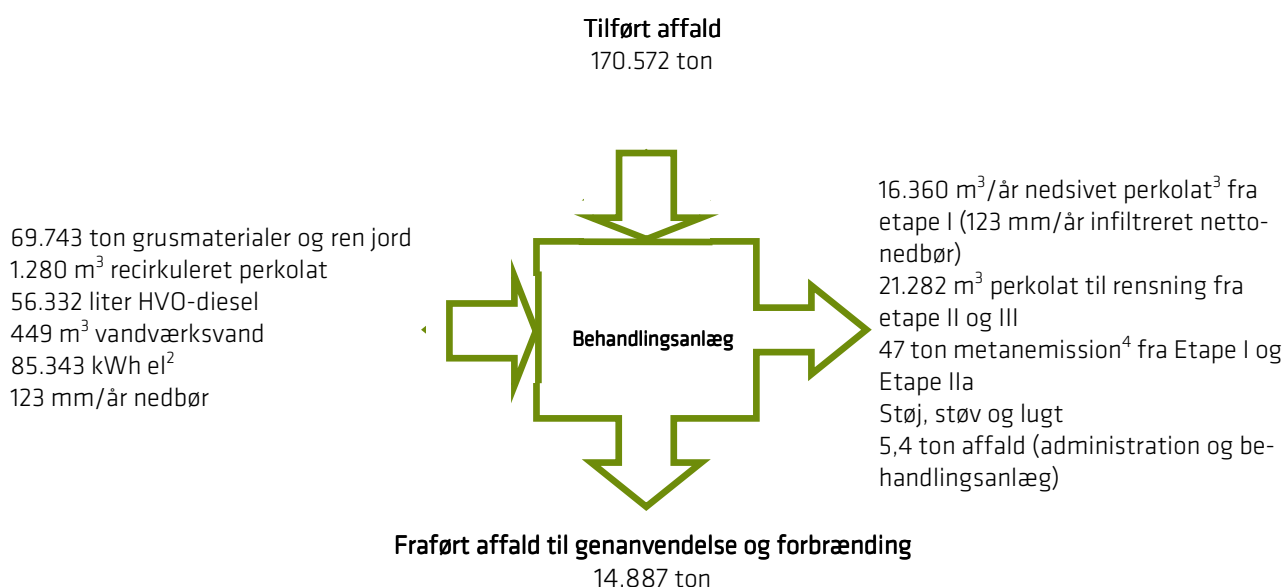 Tilført affald
170.572 ton
69.743 ton grusmaterialer og ren jord
1.280 m³ recirkuleret perkolat
56.332 liter HVO-diesel
449 m³ vandværksvand
85.343 kWh el²
123 mm/år nedbør
Behandlingsanlæg
16.360 m³/år nedsivet perkolat³ fra
etape I (123 mm/år infiltreret netto-
nedbør)
21.282 m³ perkolat til rensning fra
etape II og III
47 ton metanemission⁴ fra Etape I og
Etape IIa
Støj, støv og lugt
5,4 ton affald (administration og be-
handlingsanlæg)
Fraført affald til genanvendelse og forbrænding
14.887 ton